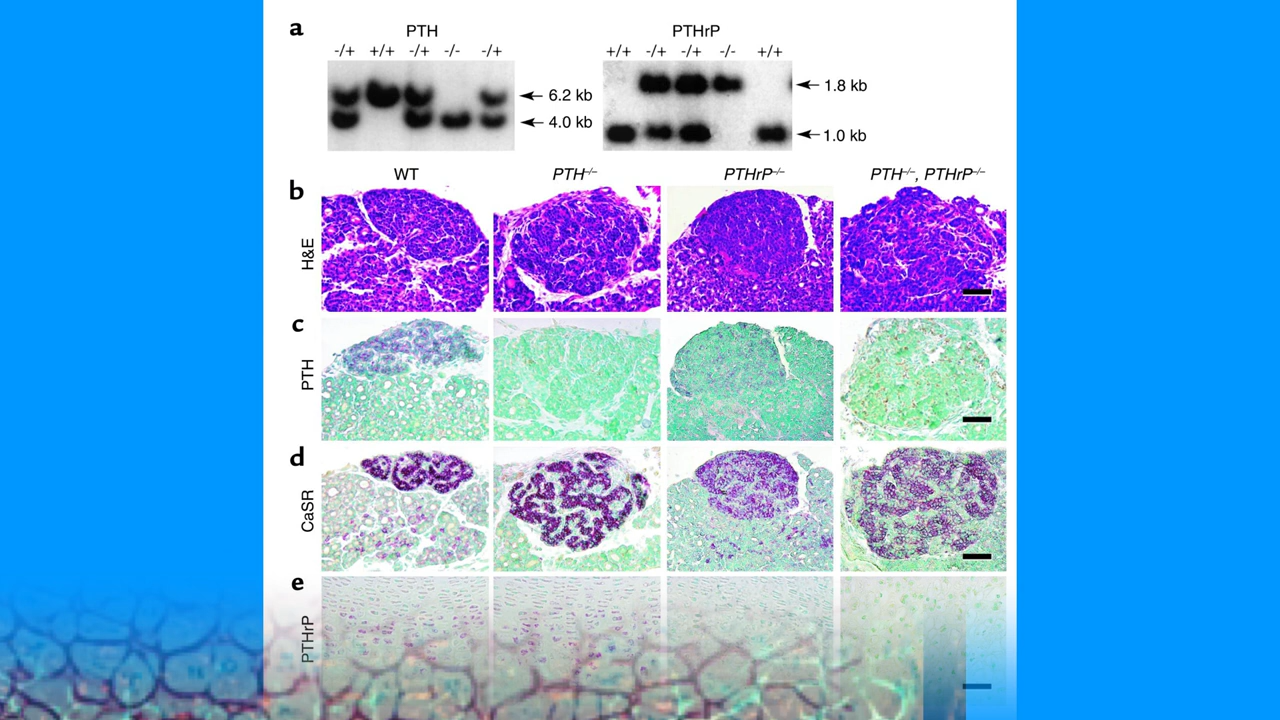 a
PTH
PTHrP
-/+ +/+ -/+ -/- -/+
+/+ -/+ -/+ -/- +/+
6.2 kb
4.0 kb
1.8 kb
1.0 kb
WT
PTH–/–
PTHrP–/–
PTH–/–, PTHrP–/–
b
H&E
c
PTH
d
CaSR
e
PTHrP